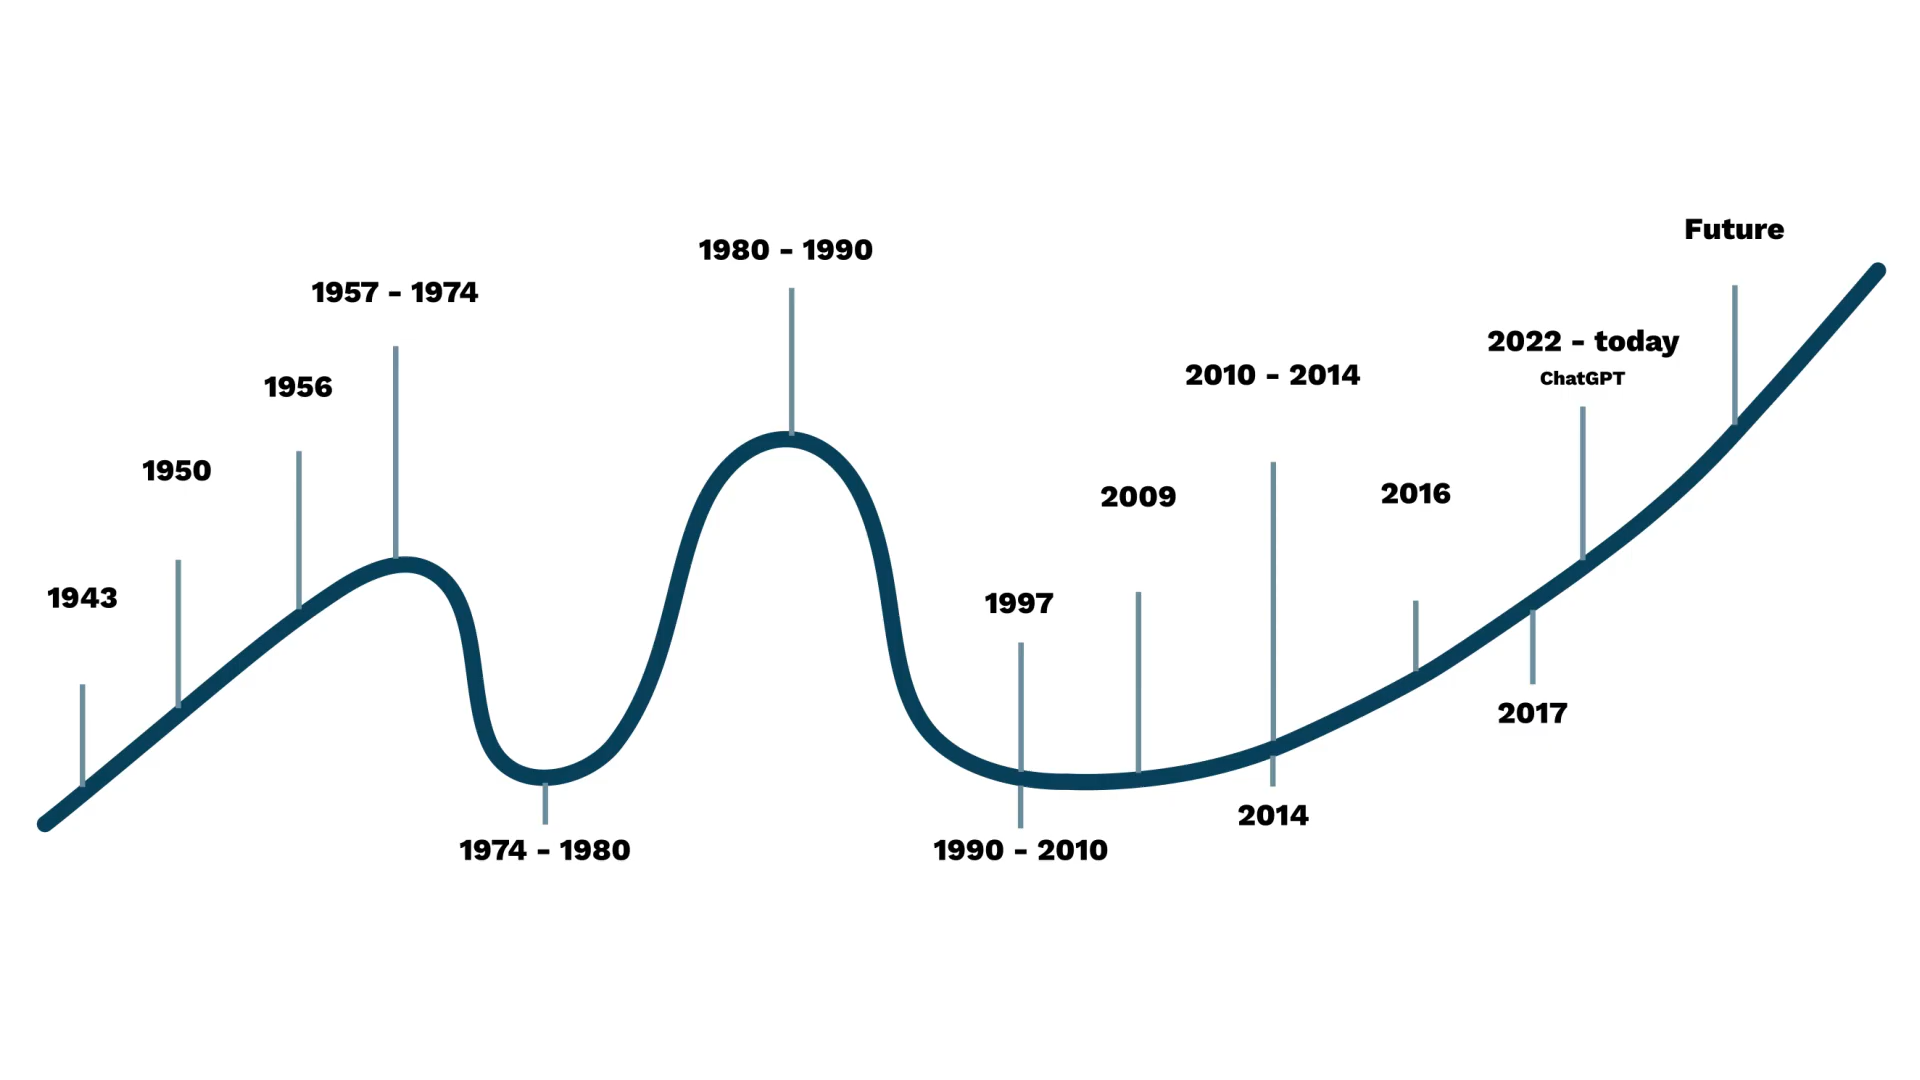 1943
1950
1956
1957 - 1974
1974 - 1980
1980 - 1990
1997
1990 - 2010
2009
2010 - 2014
2014
2016
2017
2022 - today
ChatGPT
Future